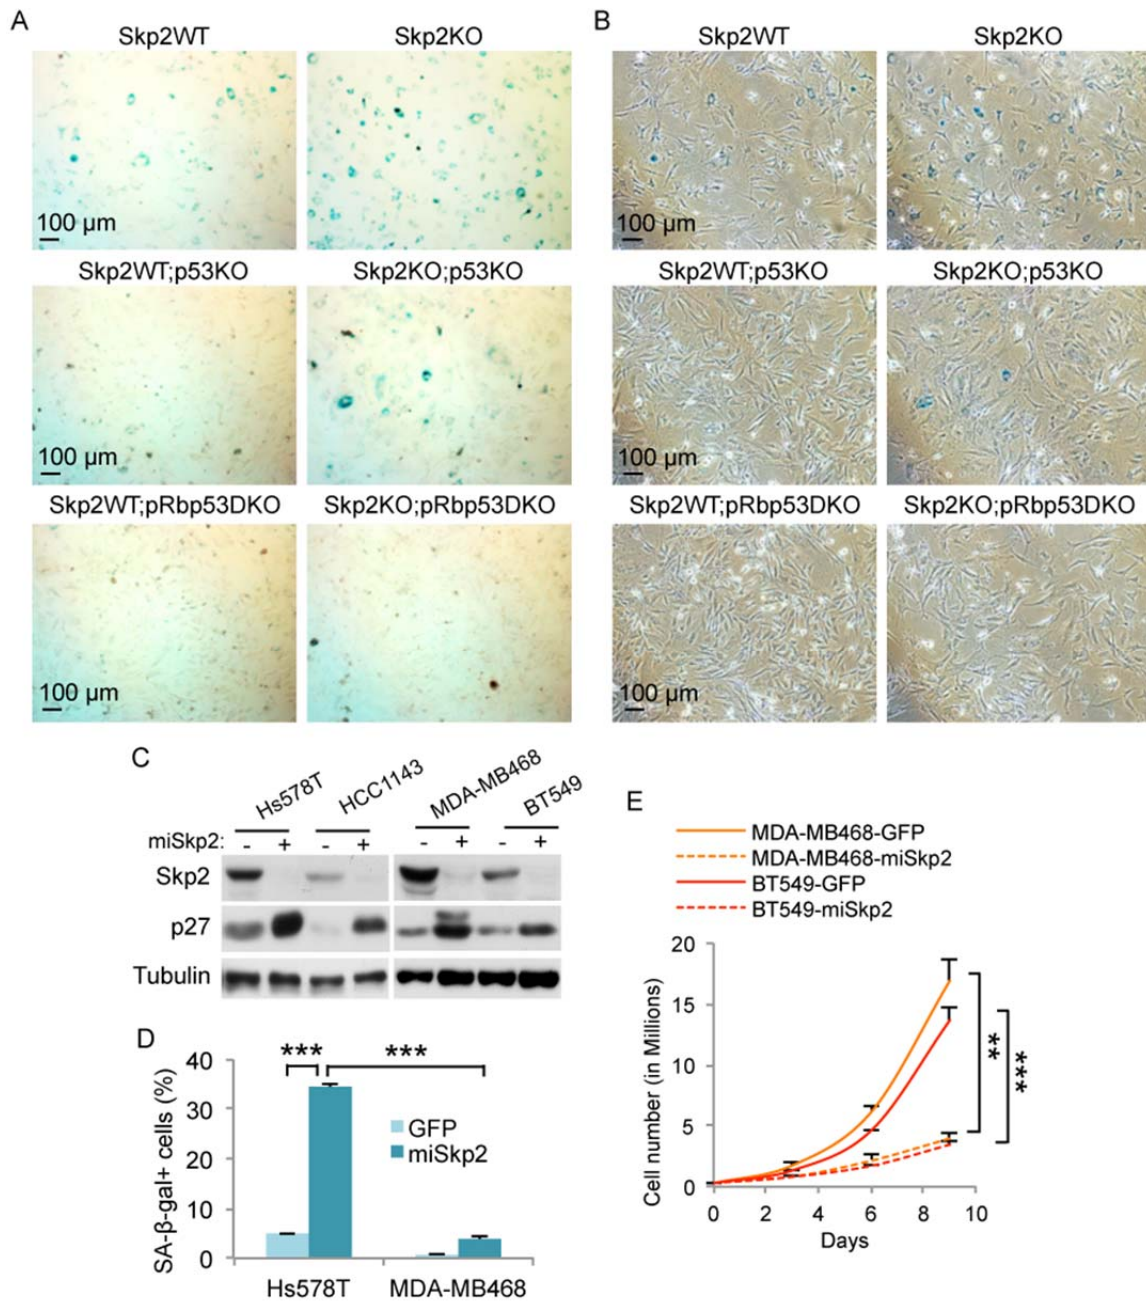 A
B
Skp2WT Skp2KO Skp2WT Skp2KO
100 µm 100 µm
Skp2WT;p53KO Skp2KO;p53KO Skp2WT;p53KO Skp2KO;p53KO
100 µm 100 µm
Skp2WT;pRbp53DKO Skp2KO;pRbp53DKO Skp2WT;pRbp53DKO Skp2KO;pRbp53DKO
100 µm 100 µm
C
Hs578T HCC1143 MDA-MB468 BT549
miSkp2: - + - + - + - +
Skp2
p27
Tubulin
D
SA-β-gal+ cells (%)
40
30
20
10
0
*** ***
GFP
miSkp2
Hs578T MDA-MB468
E
MDA-MB468-GFP
MDA-MB468-miSkp2
BT549-GFP
BT549-miSkp2
Cell number (in Millions)
20
15
10
5
0
** ***
0 2 4 6 8 10
Days